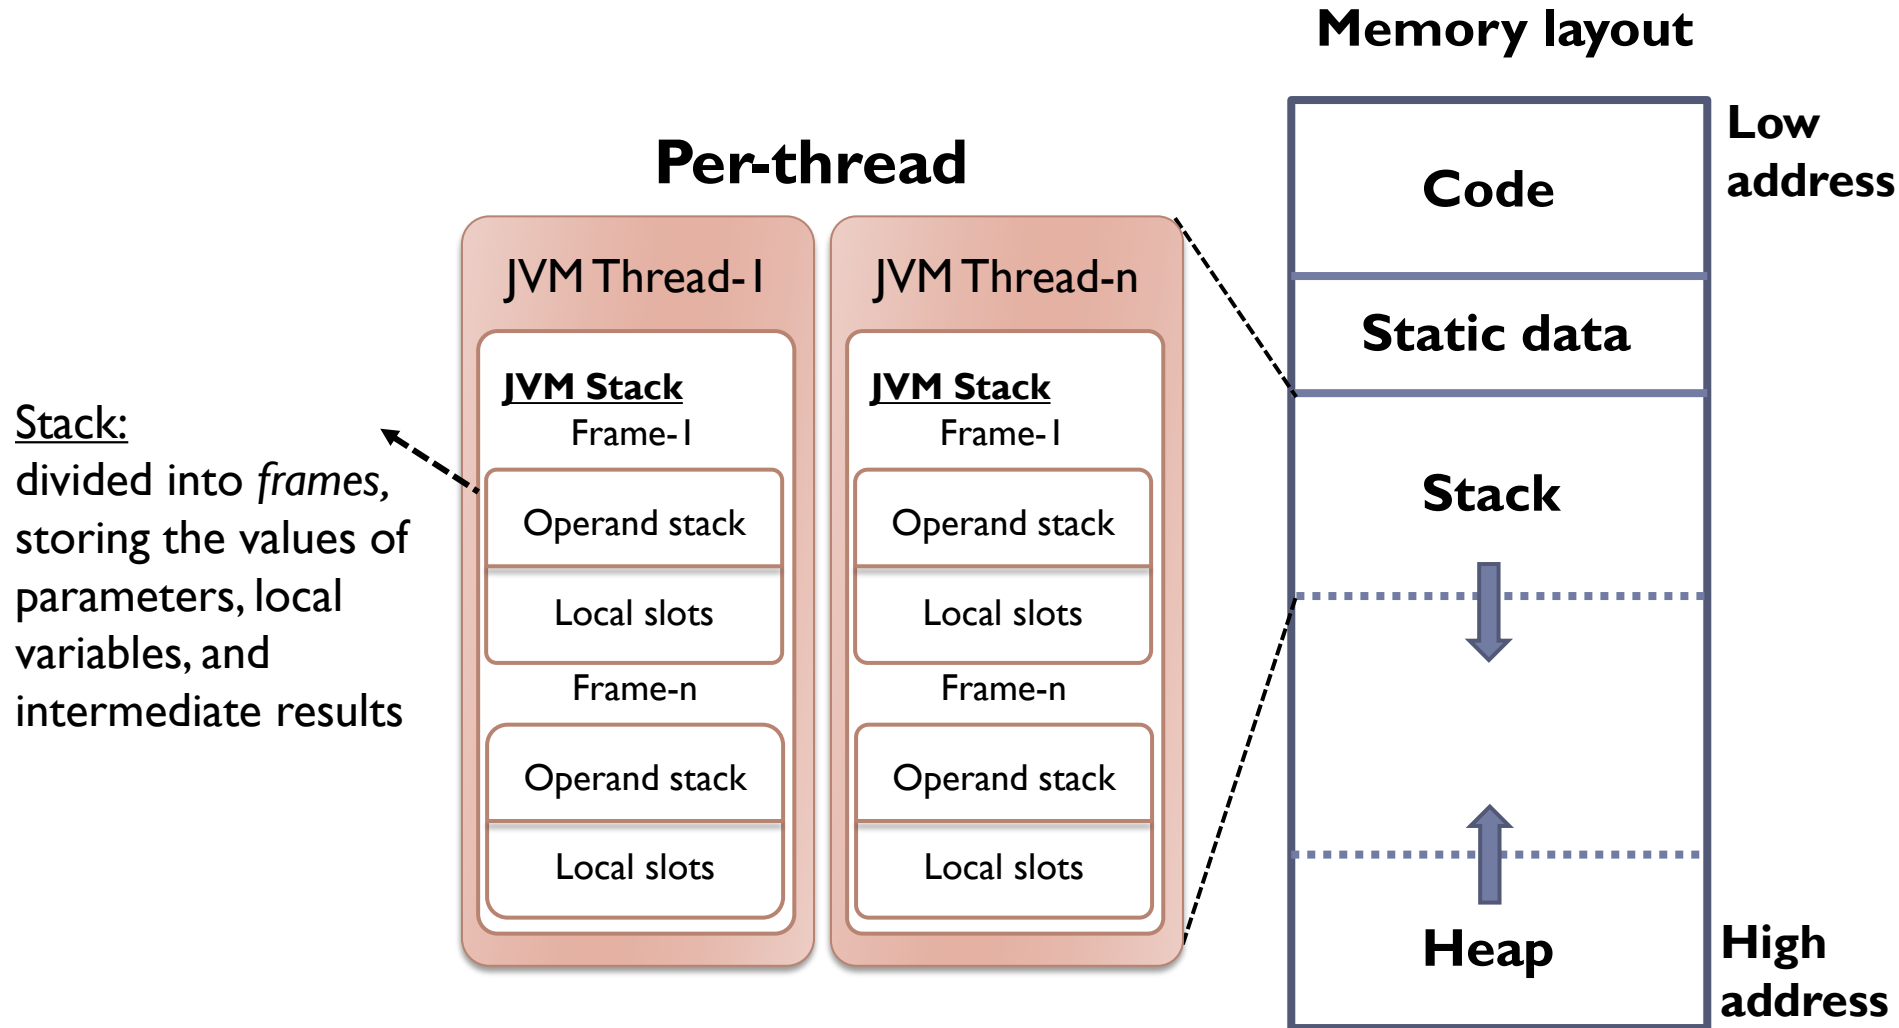 Memory layout
Per-thread
Stack:
divided into frames,
storing the values of
parameters, local
variables, and
intermediate results
JVM Thread-1
JVM Stack
Frame-1
Operand stack
Local slots
Frame-n
Operand stack
Local slots
JVM Thread-n
JVM Stack
Frame-1
Operand stack
Local slots
Frame-n
Operand stack
Local slots
Low
address
Code
Static data
Stack
Heap
High
address